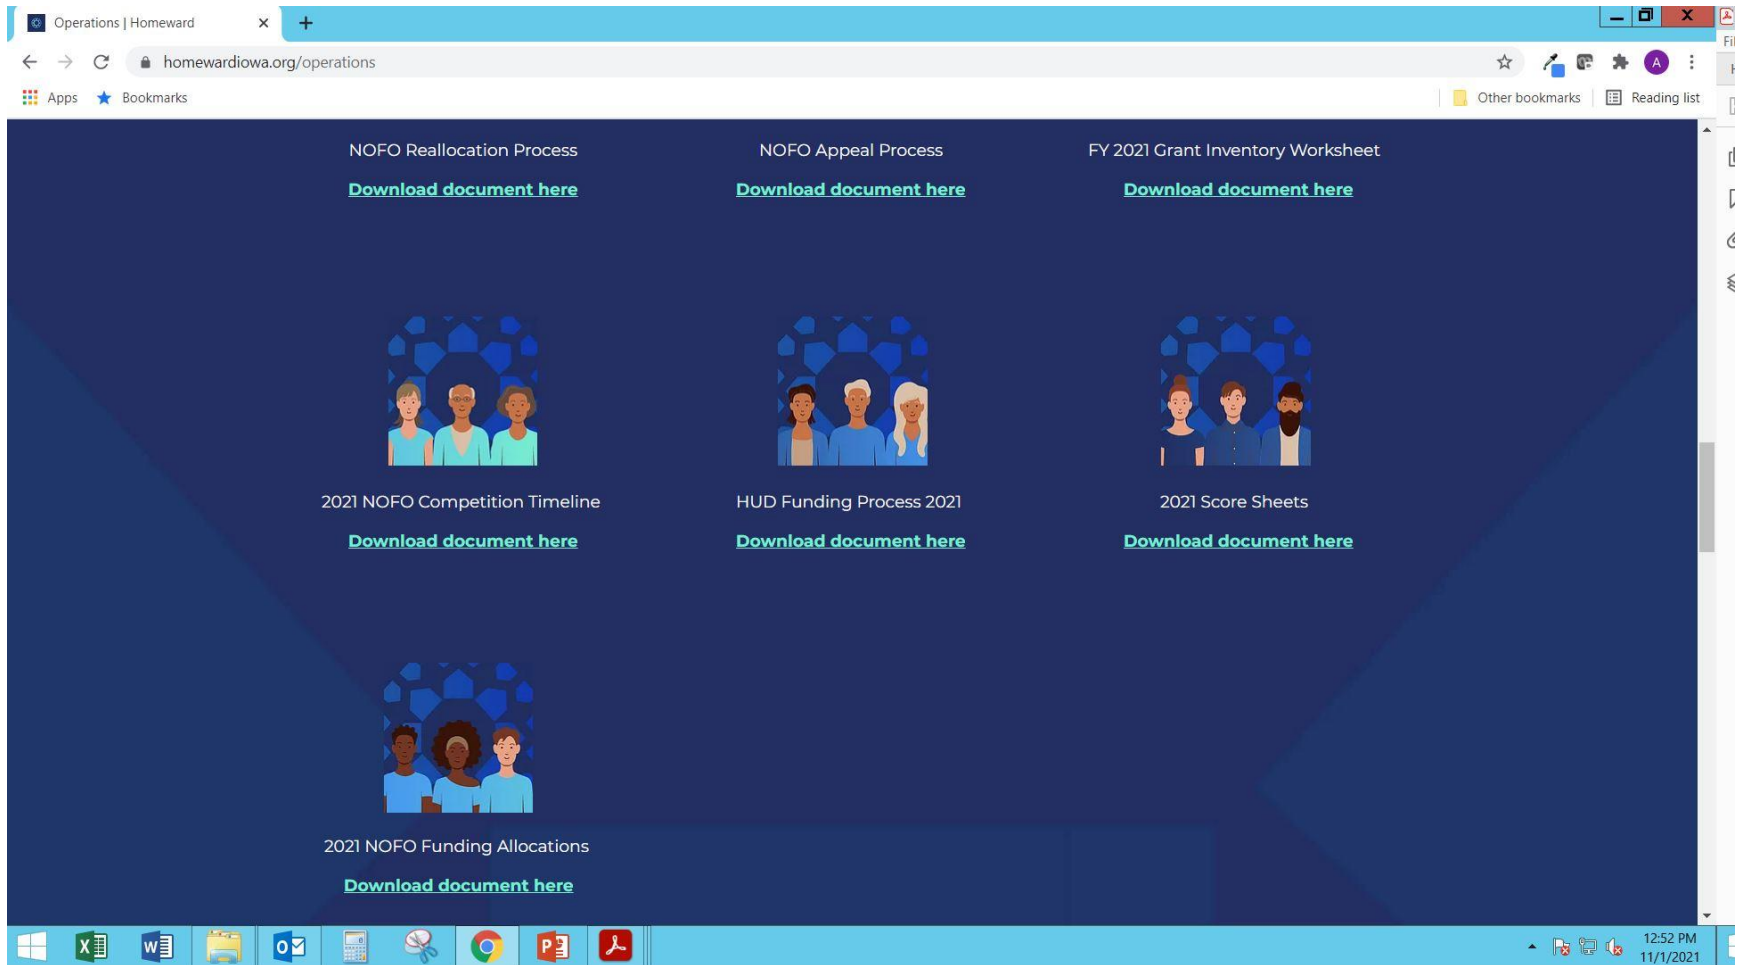 Operations | Homeward
homewardiowa.org/operations
A
Apps
Bookmarks
Other bookmarks
Reading list
NOFO Reallocation Process
NOFO Appeal Process
FY 2021 Grant Inventory Worksheet
Download document here
Download document here
Download document here
2021 NOFO Competition Timeline
HUD Funding Process 2021
2021 Score Sheets
Download document here
Download document here
Download document here
2021 NOFO Funding Allocations
Download document here
12:52 PM
11/1/2021